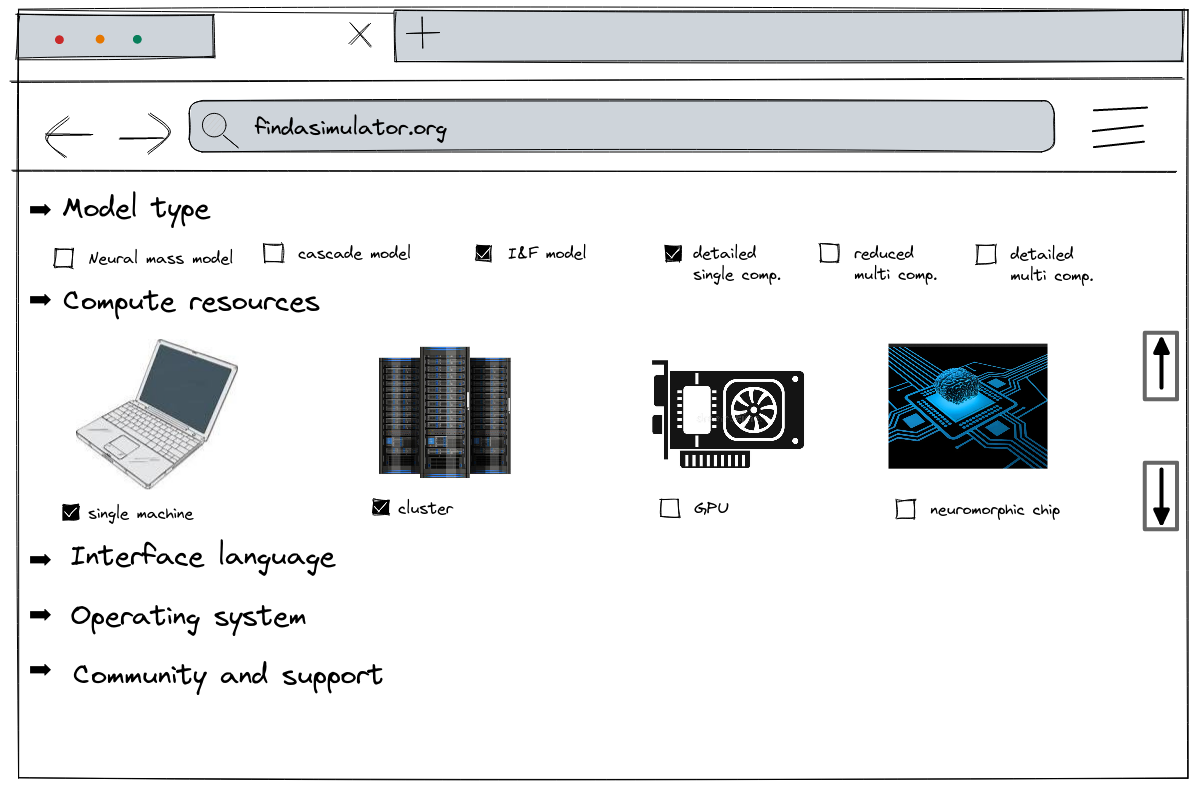 findasimulator.org
Model type
Neural mass model
cascade model
I&F model
detailed
single comp.
reduced
multi comp.
detailed
multi comp.
Compute resources
single machine
cluster
GPU
neuromorphic chip
Interface language
Operating system
Community and support